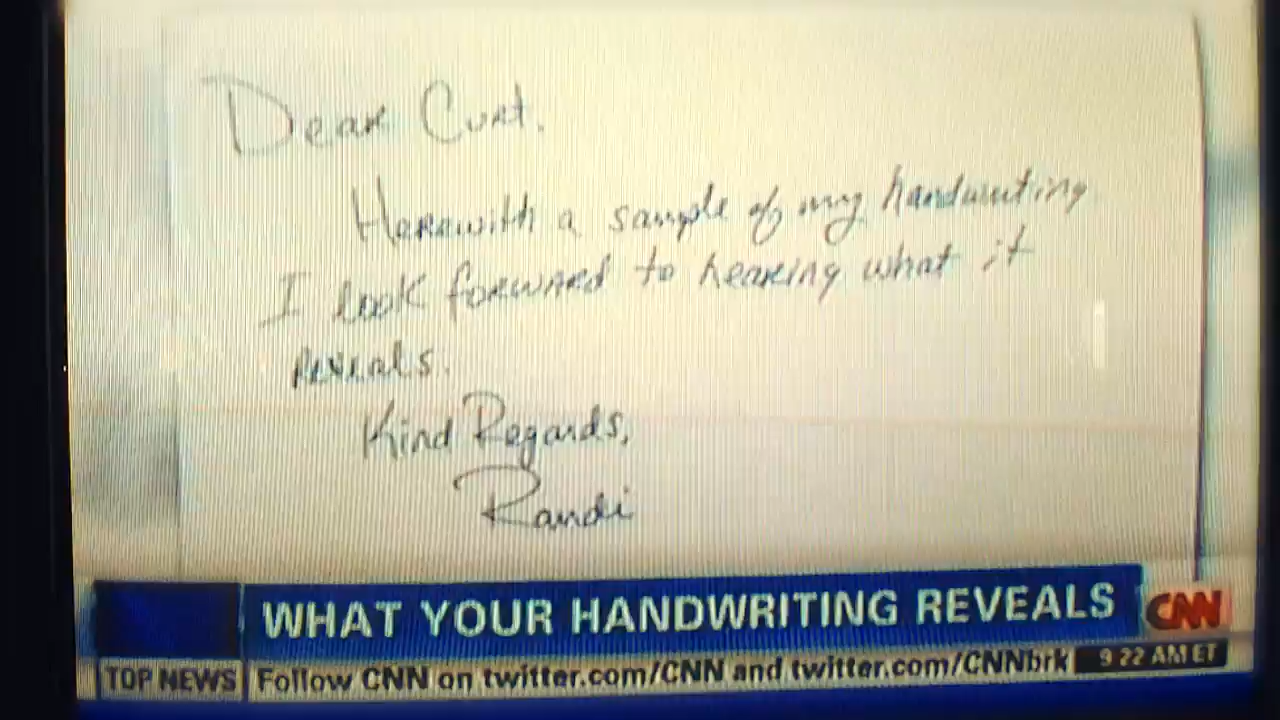 Dear Curt.
Herewith a sample of my handwriting
I look forward to hearing what it
reveals.
Kind Regards,
Randi
WHAT YOUR HANDWRITING REVEALS
CNN
TOP NEWS Follow CNN on twitter.com/CNN and twitter.com/CNNbrk 9:22 AM ET